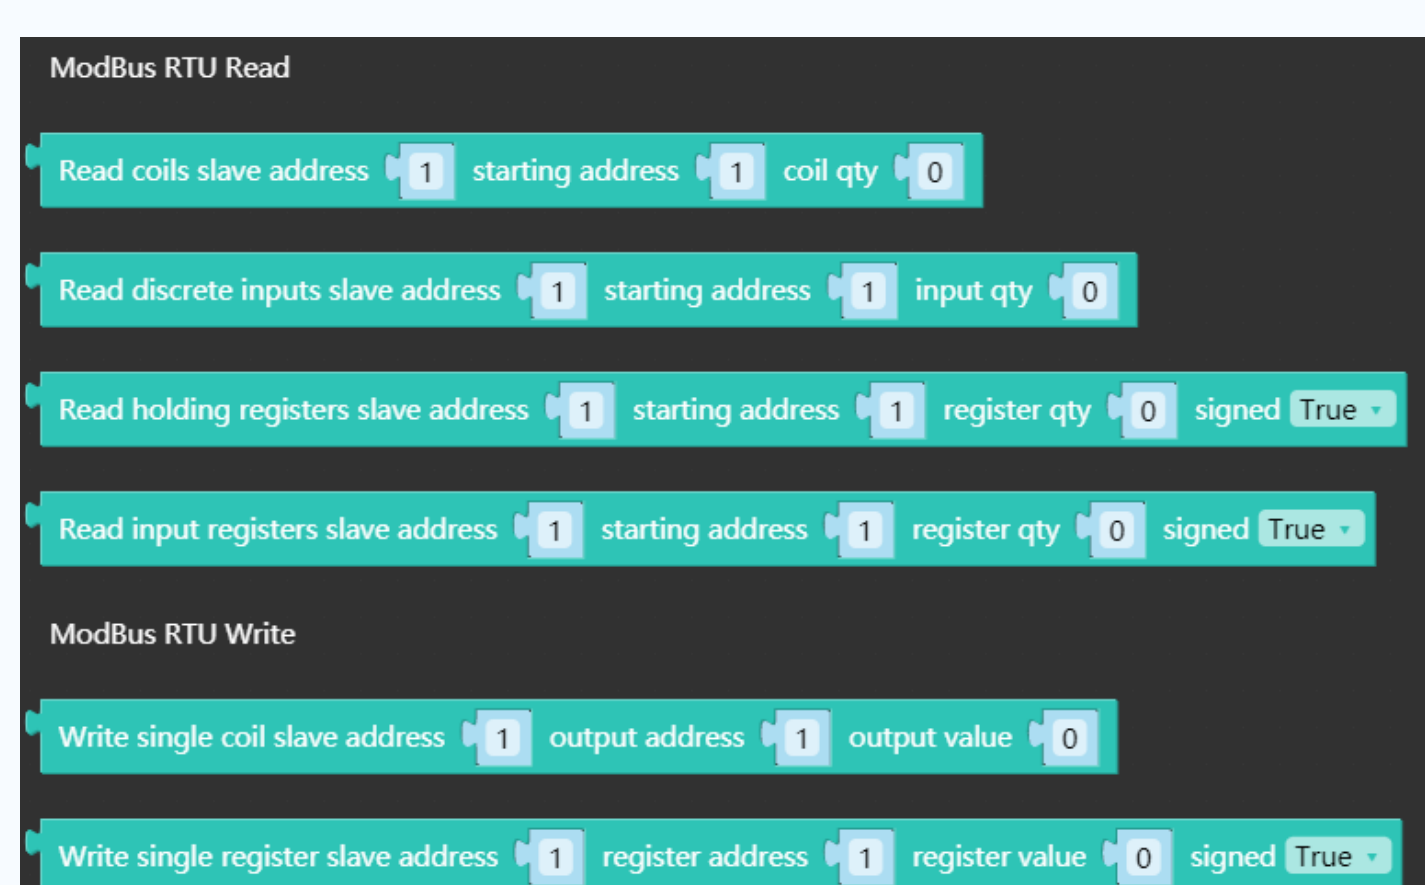 ModBus RTU Read
Read coils slave address 1 starting address 1 coil qty 0
Read discrete inputs slave address 1 starting address 1 input qty 0
Read holding registers slave address 1 starting address 1 register qty 0 signed True
Read input registers slave address 1 starting address 1 register qty 0 signed True
ModBus RTU Write
Write single coil slave address 1 output address 1 output value 0
Write single register slave address 1 register address 1 register value 0 signed True